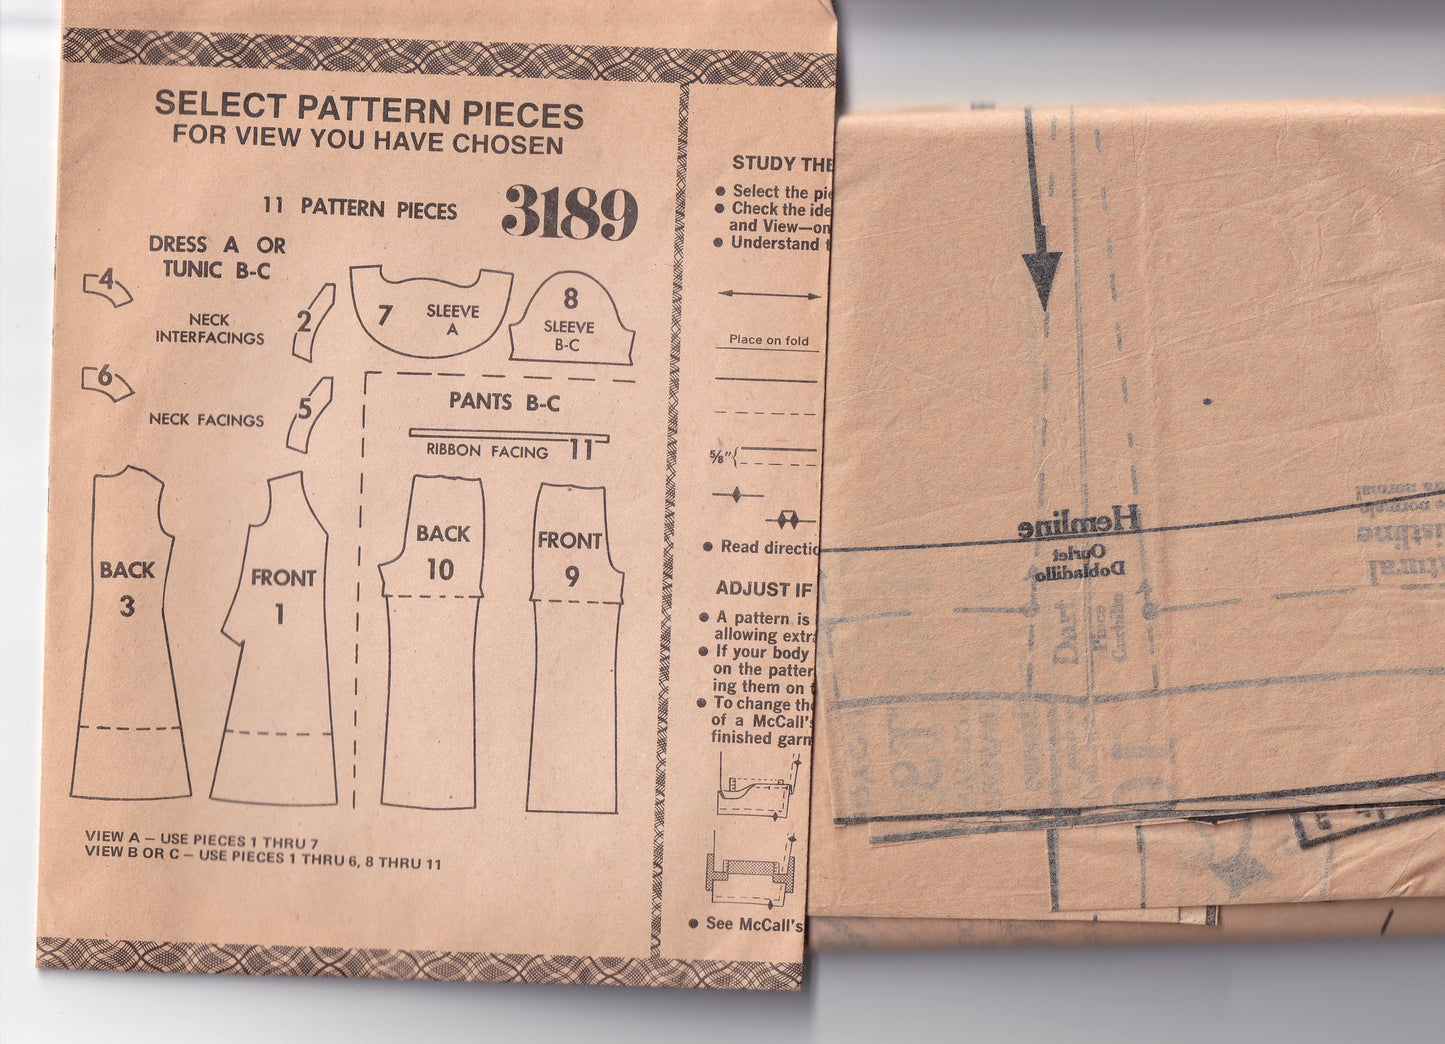 SELECT PATTERN PIECES
FOR VIEW YOU HAVE CHOSEN
11 PATTERN PIECES
3189
DRESS A OR
TUNIC B-C
4
NECK
INTERFACINGS
2
7
SLEEVE
A
8
SLEEVE
B-C
6
NECK FACINGS
5
PANTS B-C
RIBBON FACING 11
BACK
3
FRONT
1
BACK
10
FRONT
9
VIEW A – USE PIECES 1 THRU 7
VIEW B OR C – USE PIECES 1 THRU 6, 8 THRU 11
STUDY THE
● Select the pie
● Check the ide
and View—on
● Understand t
Place on fold
5/8"
● Read directio
ADJUST IF
● A pattern is
allowing extra
● If your body
on the patter
ing them on t
● To change the
of a McCall's
finished garm
● See McCall's
Hemline
Ourlet
Dobladillo
Dart
Pince